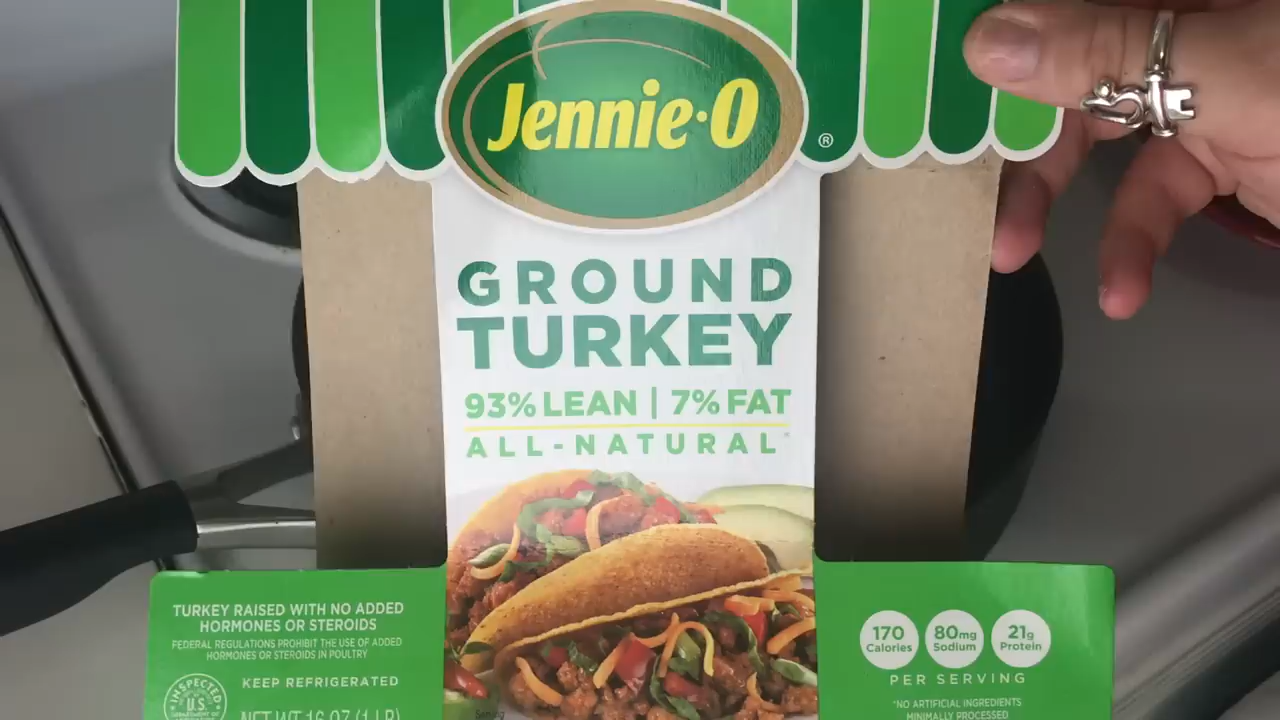 Jennie-O
®
GROUND
TURKEY
93% LEAN | 7% FAT
ALL-NATURAL*
TURKEY RAISED WITH NO ADDED
HORMONES OR STEROIDS
FEDERAL REGULATIONS PROHIBIT THE USE OF ADDED
HORMONES OR STEROIDS IN POULTRY
KEEP REFRIGERATED
INSPECTED
U.S.
DEPARTMENT OF
NET WT 16 OZ (1 LB)
170
Calories
80mg
Sodium
21g
Protein
PER SERVING
*NO ARTIFICIAL INGREDIENTS
MINIMALLY PROCESSED